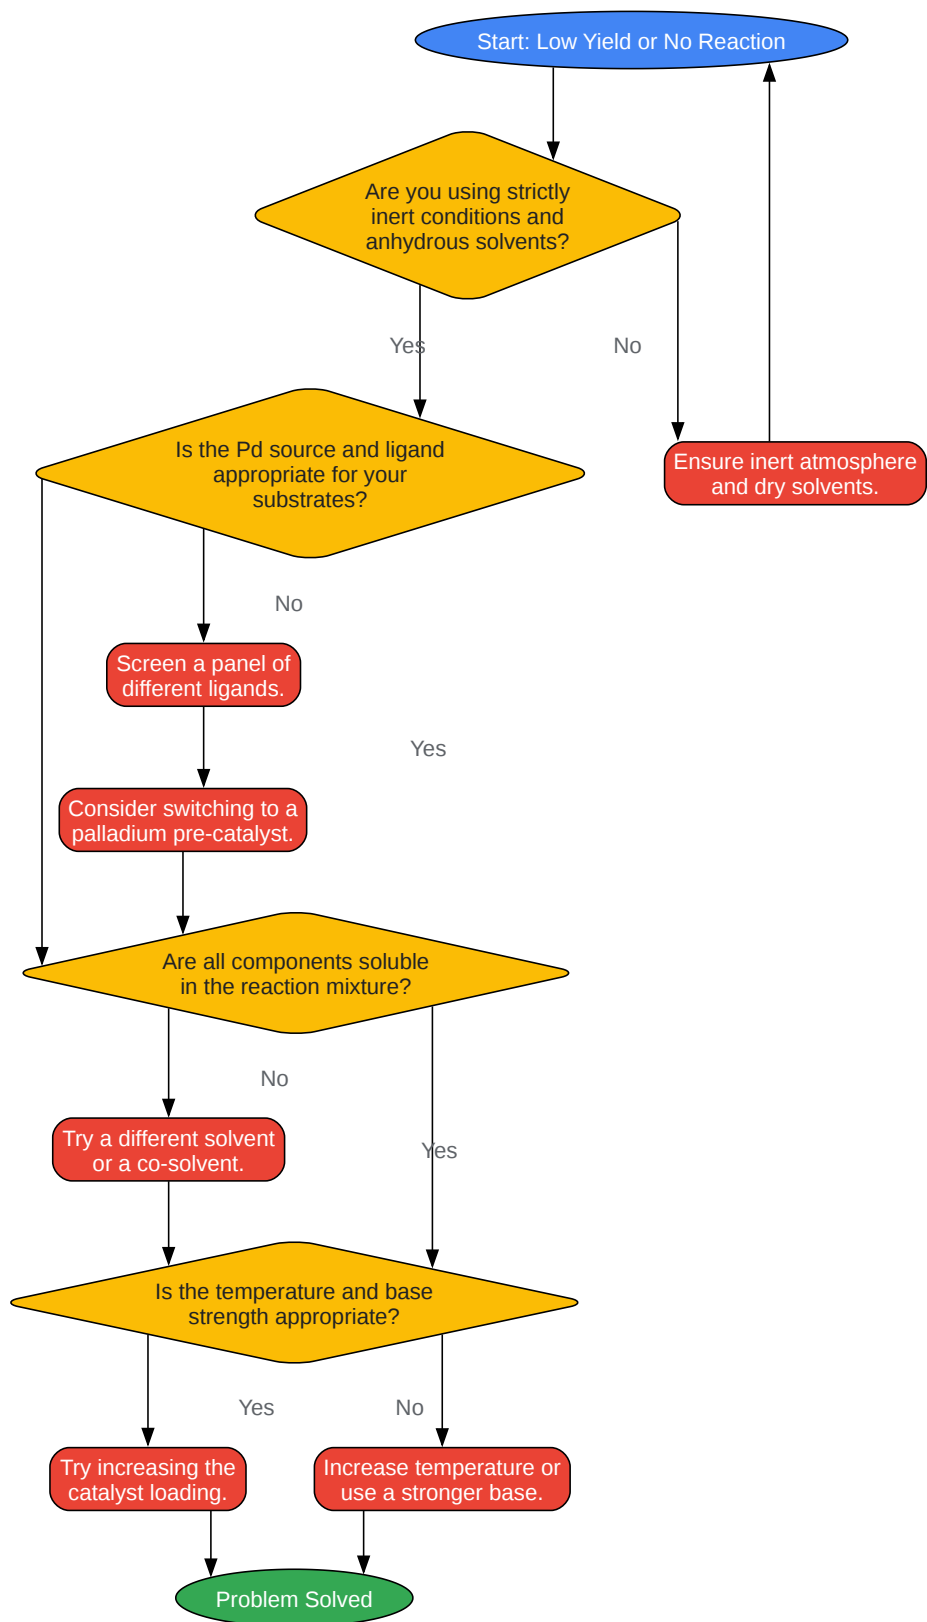 Start: Low Yield or No Reaction
Are you using strictly
inert conditions and
anhydrous solvents?
Yes
No
Is the Pd source and ligand
appropriate for your
substrates?
Ensure inert atmosphere
and dry solvents.
No
Screen a panel of
different ligands.
Yes
Consider switching to a
palladium pre-catalyst.
Are all components soluble
in the reaction mixture?
No
Try a different solvent
or a co-solvent.
Yes
Is the temperature and base
strength appropriate?
Yes
No
Try increasing the
catalyst loading.
Increase temperature or
use a stronger base.
Problem Solved